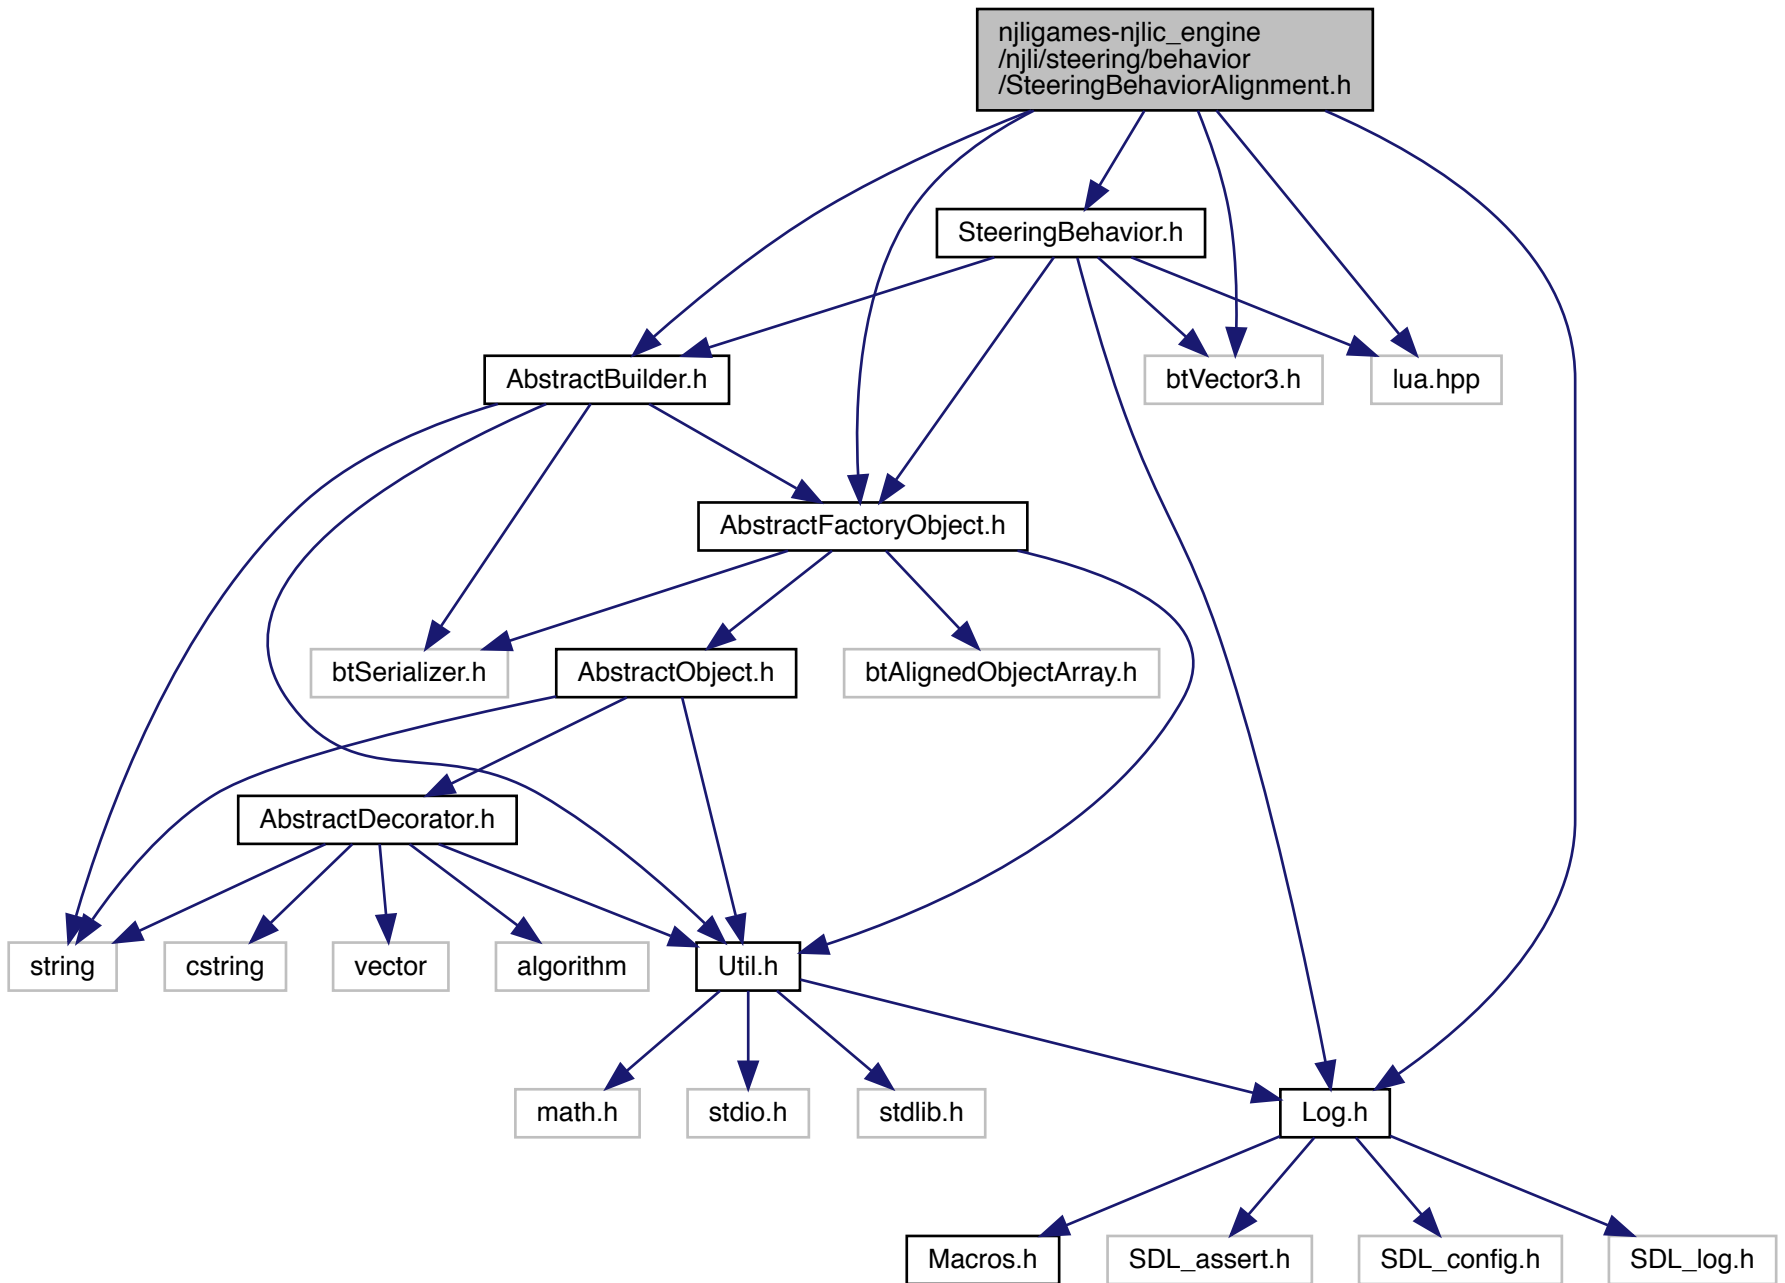 njligames-njlic_engine
/njli/steering/behavior
/SteeringBehaviorAlignment.h
SteeringBehavior.h
AbstractBuilder.h
btVector3.h
lua.hpp
AbstractFactoryObject.h
btSerializer.h
AbstractObject.h
btAlignedObjectArray.h
AbstractDecorator.h
string
cstring
vector
algorithm
Util.h
math.h
stdio.h
stdlib.h
Log.h
Macros.h
SDL_assert.h
SDL_config.h
SDL_log.h